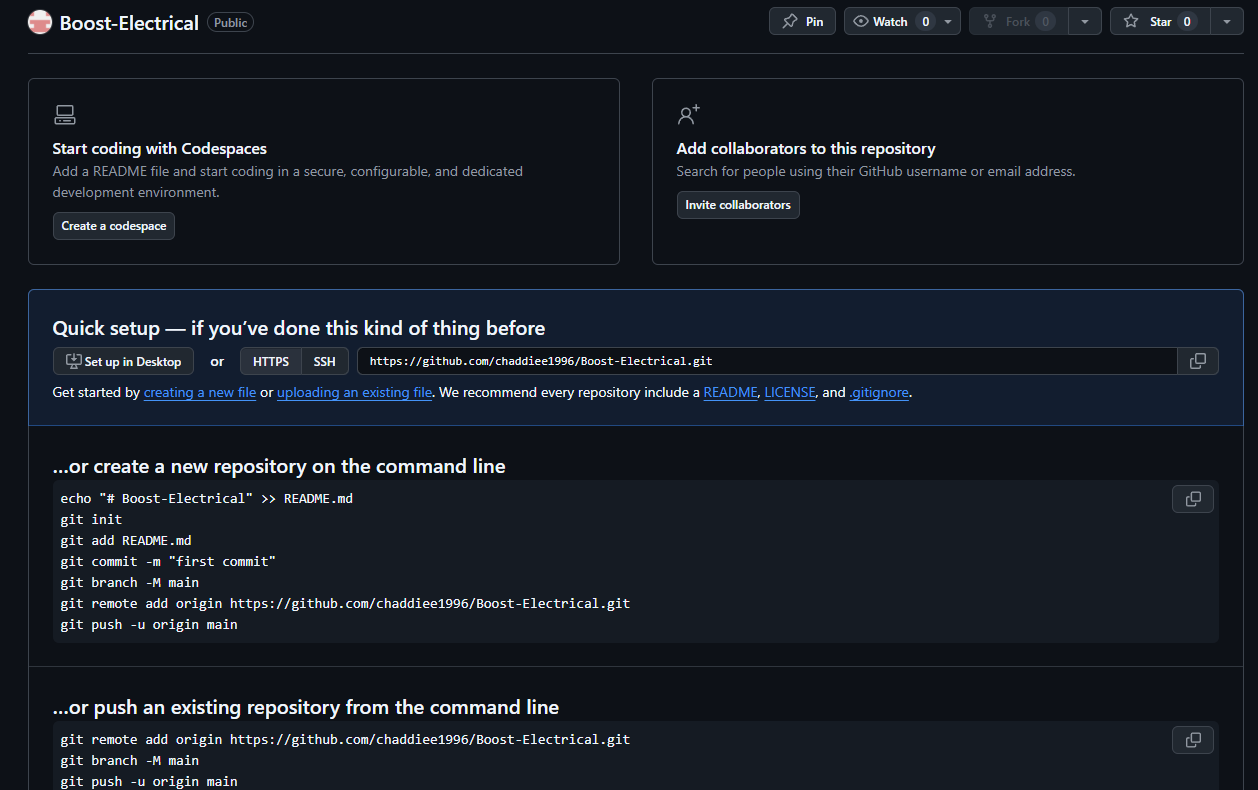 Boost-Electrical Public Pin Watch 0 Fork 0 Star 0
Start coding with Codespaces
Add a README file and start coding in a secure, configurable, and dedicated
development environment.
Create a codespace
Add collaborators to this repository
Search for people using their GitHub username or email address.
Invite collaborators
Quick setup — if you've done this kind of thing before
Set up in Desktop or HTTPS SSH https://github.com/chaddiee1996/Boost-Electrical.git
Get started by creating a new file or uploading an existing file. We recommend every repository include a README, LICENSE, and .gitignore.
…or create a new repository on the command line
echo "# Boost-Electrical" >> README.md
git init
git add README.md
git commit -m "first commit"
git branch -M main
git remote add origin https://github.com/chaddiee1996/Boost-Electrical.git
git push -u origin main
…or push an existing repository from the command line
git remote add origin https://github.com/chaddiee1996/Boost-Electrical.git
git branch -M main
git push -u origin main